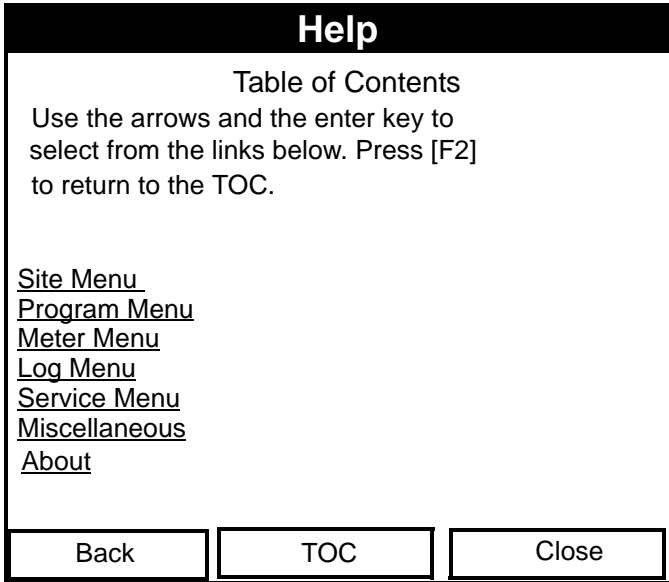 Help
Table of Contents
Use the arrows and the enter key to
select from the links below. Press [F2]
to return to the TOC.
Site Menu
Program Menu
Meter Menu
Log Menu
Service Menu
Miscellaneous
About
Back TOC Close